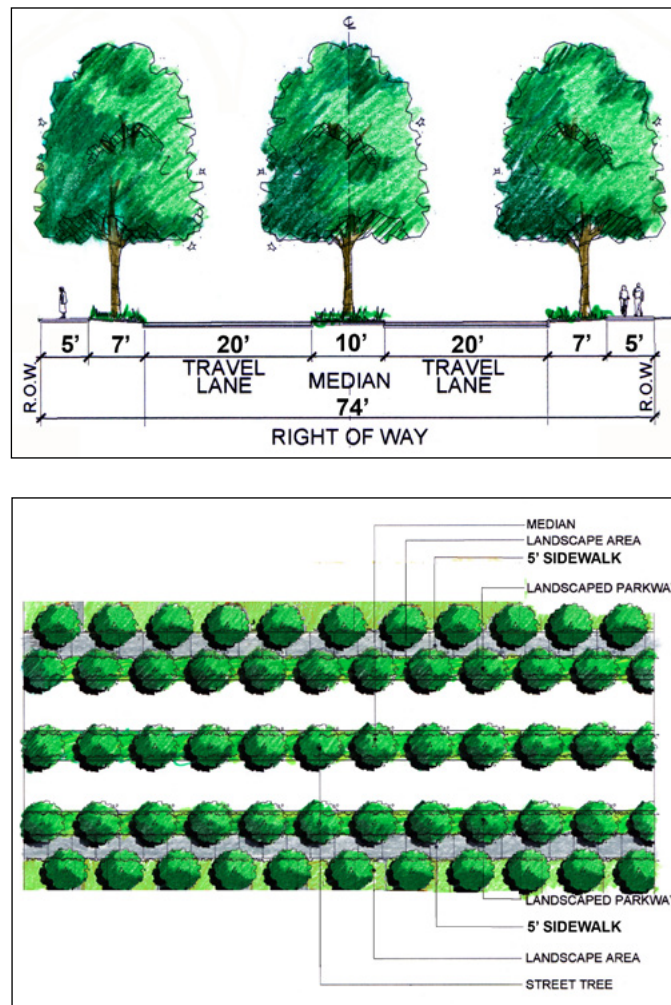 ℄
5’ 7’ 20’ 10’ 20’ 7’ 5’
TRAVEL LANE MEDIAN TRAVEL LANE
R.O.W. 74’ R.O.W.
RIGHT OF WAY
MEDIAN
LANDSCAPE AREA
5’ SIDEWALK
LANDSCAPED PARKWA
LANDSCAPED PARKWA
5’ SIDEWALK
LANDSCAPE AREA
STREET TREE